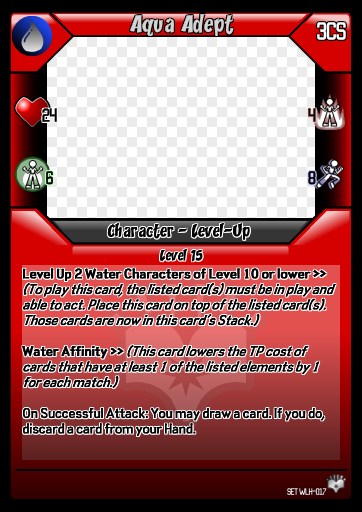 Aqua Adept
3CS
24
4
6
8
Character - Level-Up
Level 15
Level Up 2 Water Characters of Level 10 or lower >>
(To play this card, the listed card(s) must be in play and
able to act. Place this card on top of the listed card(s).
Those cards are now in this card's Stack.)
Water Affinity >> (This card lowers the TP cost of
cards that have at least 1 of the listed elements by 1
for each match.)
On Successful Attack: You may draw a card. If you do,
discard a card from your Hand.
SET WLH-017